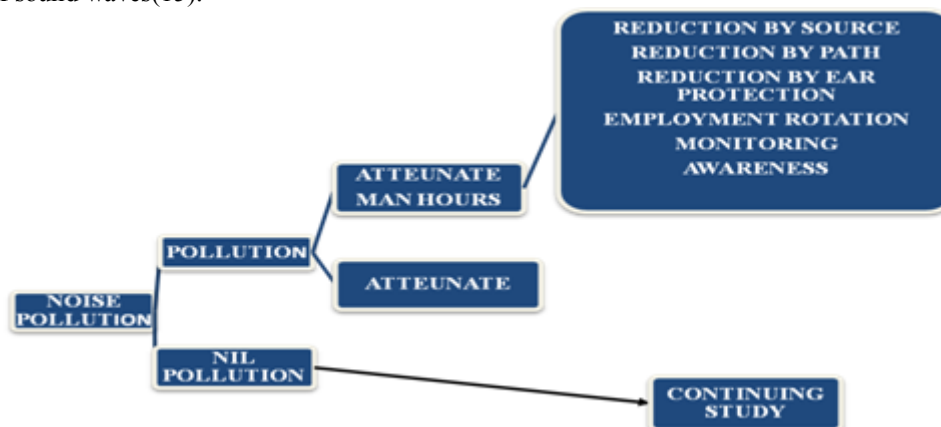 sound waves(15).
REDUCTION BY SOURCE
REDUCTION BY PATH
REDUCTION BY EAR
PROTECTION
EMPLOYMENT ROTATION
MONITORING
AWARENESS
ATTEUNATE
MAN HOURS
POLLUTION
ATTEUNATE
NOISE
POLLUTION
NIL
POLLUTION
CONTINUING
STUDY